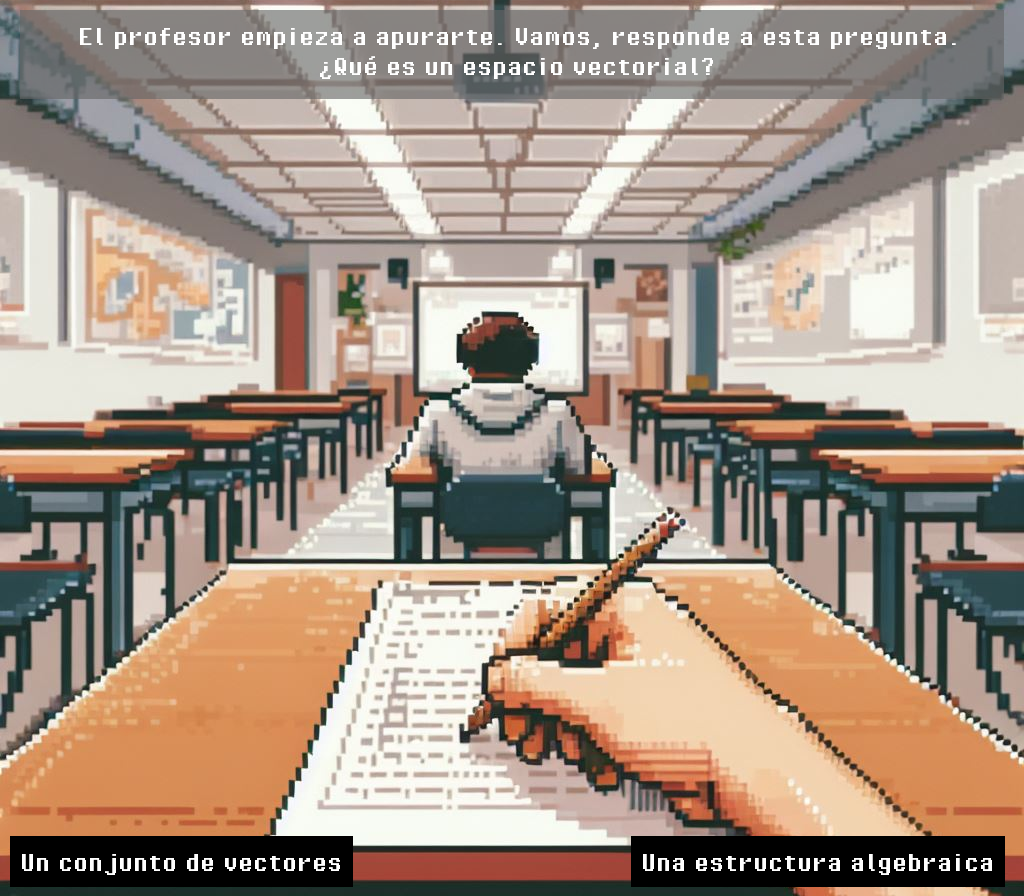 El profesor empieza a apurarte. Vamos, responde a esta pregunta.
¿Qué es un espacio vectorial?
Un conjunto de vectores
Una estructura algebraica